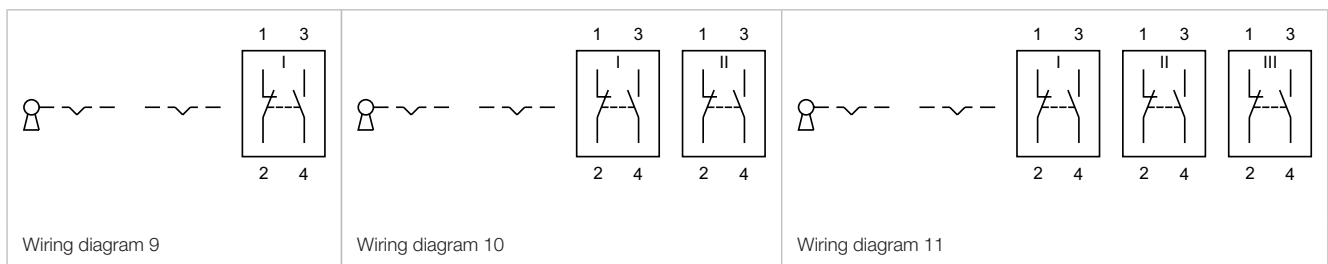 1 3
I
2 4
Wiring diagram 9
1 3 1 3
I II
2 4 2 4
Wiring diagram 10
1 3 1 3 1 3
I II III
2 4 2 4 2 4
Wiring diagram 11